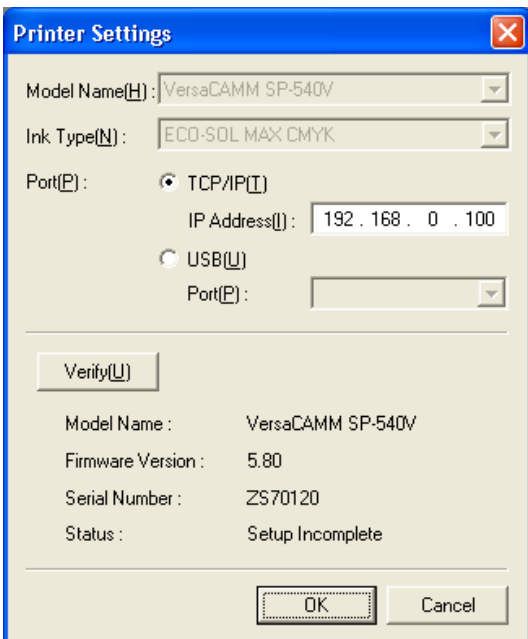 Printer Settings
Model Name(H) : VersaCAMM SP-540V
Ink Type(N) : ECO-SOL MAX CMYK
Port(P) : TCP/IP(T)
IP Address(I) : 192 . 168 . 0 . 100
USB(U)
Port(P) :
Verify(U)
Model Name : VersaCAMM SP-540V
Firmware Version : 5.80
Serial Number : ZS70120
Status : Setup Incomplete
OK Cancel